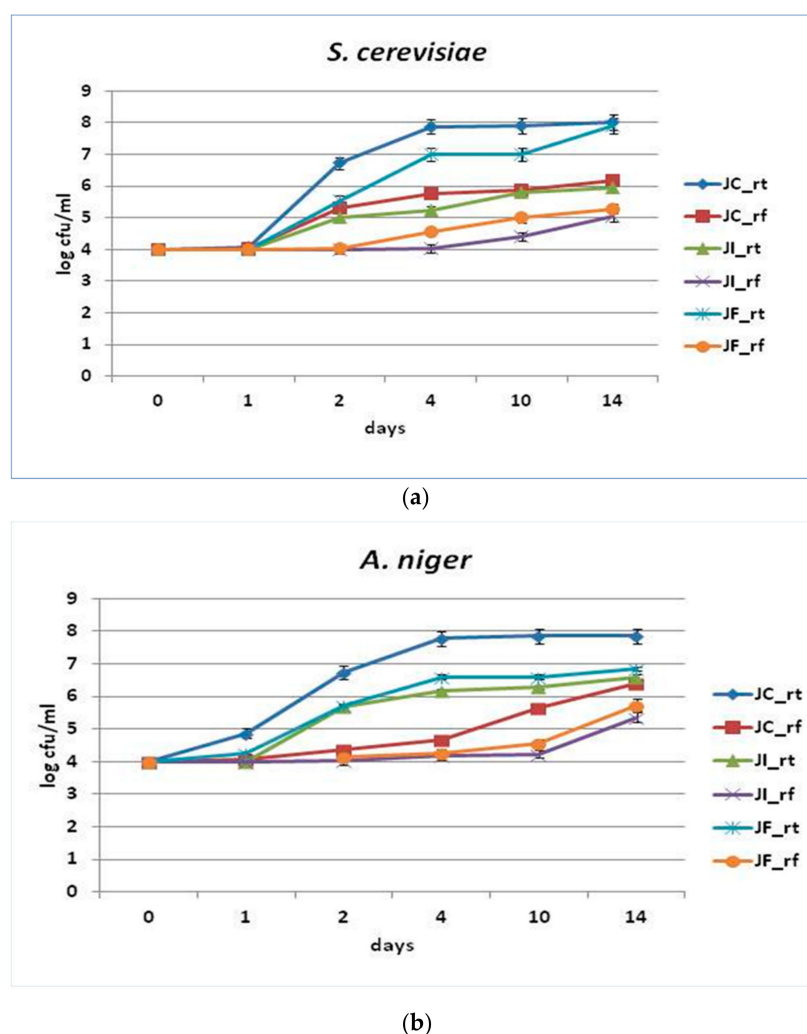 S. cerevisiae
9
8
7
6
5
4
3
2
1
0
log cfu/ml
0 1 2 4 10 14
days
JC_rt
JC_rf
JI_rt
JI_rf
JF_rt
JF_rf
(a)
A. niger
9
8
7
6
5
4
3
2
1
0
log cfu/ml
0 1 2 4 10 14
days
JC_rt
JC_rf
JI_rt
JI_rf
JF_rt
JF_rf
(b)